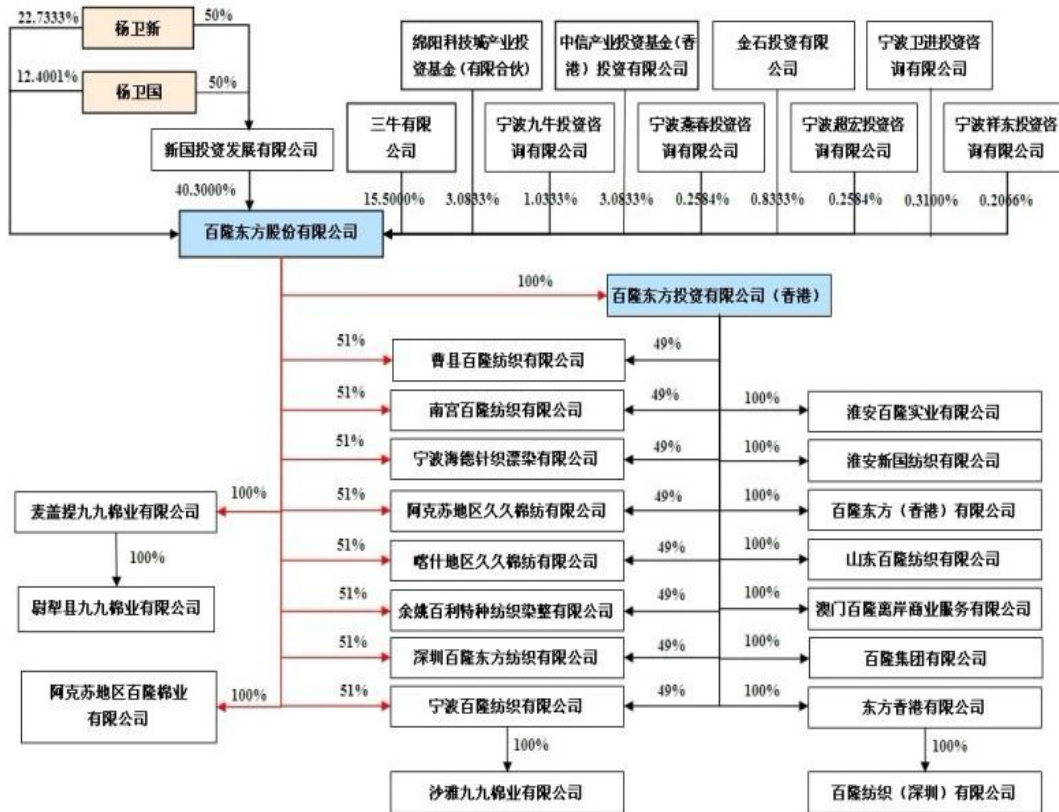 22.7333%
杨卫新
50%
12.4001%
杨卫国
50%
绵阳科技城产业投
资基金(有限合伙)
中信产业投资基金(香
港)投资有限公司
金石投资有限
公司
宁波卫进投资咨
询有限公司
新国投资发展有限公司
三牛有限
公司
宁波九牛投资咨
询有限公司
宁波燕春投资咨
询有限公司
宁波超宏投资咨
询有限公司
宁波祥东投资咨
询有限公司
40.3000%
15.5000%
3.0833%
1.0333%
3.0833%
0.2584%
0.8333%
0.2584%
0.3100%
0.2066%
百隆东方股份有限公司
100%
百隆东方投资有限公司(香港)
51%
曹县百隆纺织有限公司
49%
51%
南宫百隆纺织有限公司
49%
100%
淮安百隆实业有限公司
51%
宁波海德针织漂染有限公司
49%
100%
淮安新国纺织有限公司
麦盖提九九棉业有限公司
100%
51%
阿克苏地区久久棉纺有限公司
49%
100%
百隆东方(香港)有限公司
100%
51%
喀什地区久久棉纺有限公司
49%
100%
山东百隆纺织有限公司
尉犁县九九棉业有限公司
51%
余姚百利特种纺织染整有限公司
49%
100%
澳门百隆离岸商业服务有限公司
51%
深圳百隆东方纺织有限公司
49%
100%
百隆集团有限公司
阿克苏地区百隆棉业
有限公司
100%
51%
宁波百隆纺织有限公司
49%
100%
东方香港有限公司
100%
沙雅九九棉业有限公司
100%
百隆纺织(深圳)有限公司